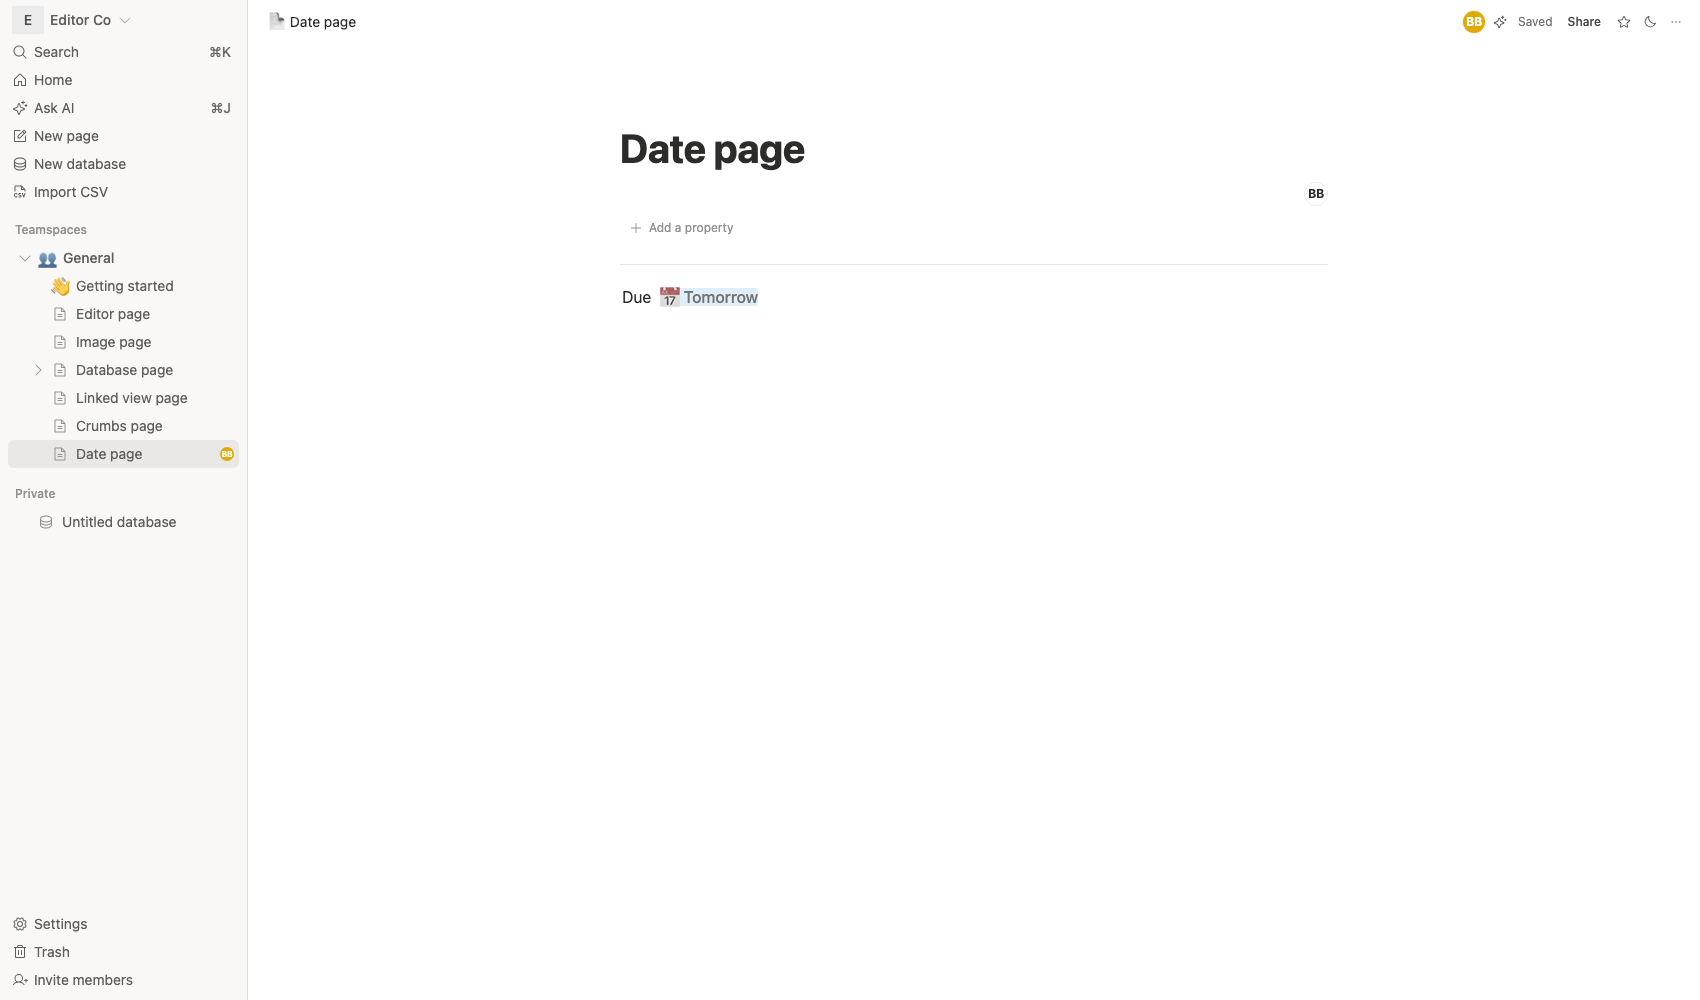 E Editor Co
Search ⌘K
Home
Ask AI ⌘J
New page
New database
CSV Import CSV
Teamspaces
General
Getting started
Editor page
Image page
Database page
Linked view page
Crumbs page
Date page BB
Private
Untitled database
Settings
Trash
Invite members
Date page
BB Saved Share
Date page
BB
Add a property
Due 17 Tomorrow